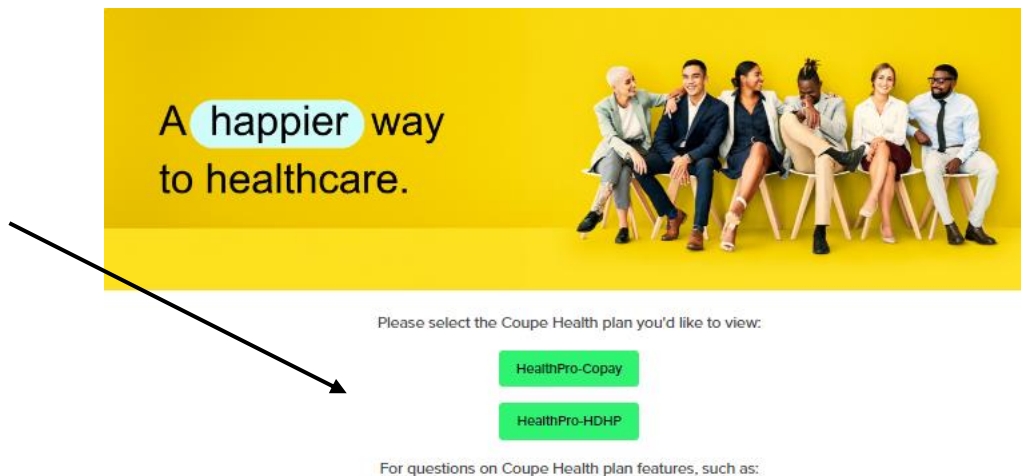 A happier way
to healthcare.
Please select the Coupe Health plan you'd like to view:
HealthPro-Copay
HealthPro-HDHP
For questions on Coupe Health plan features, such as: